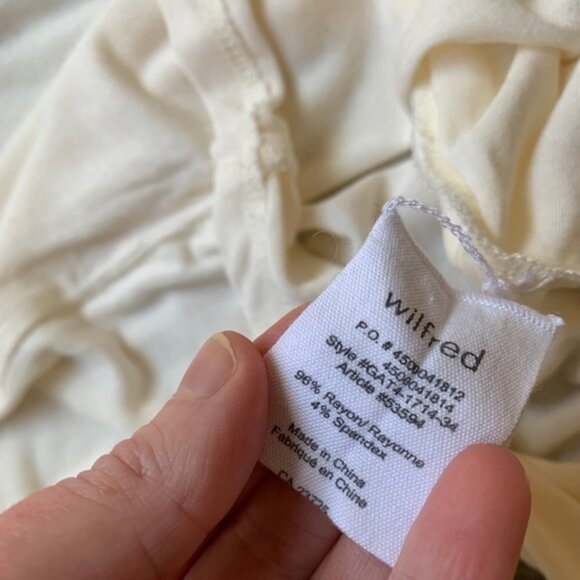 wilfred
P.O. # 4500041812
4500041814
Style #GAT4-1714-34
Article #53594
96% Rayon/Rayonne
4% Spandex
Made in China
Fabriqué en Chine